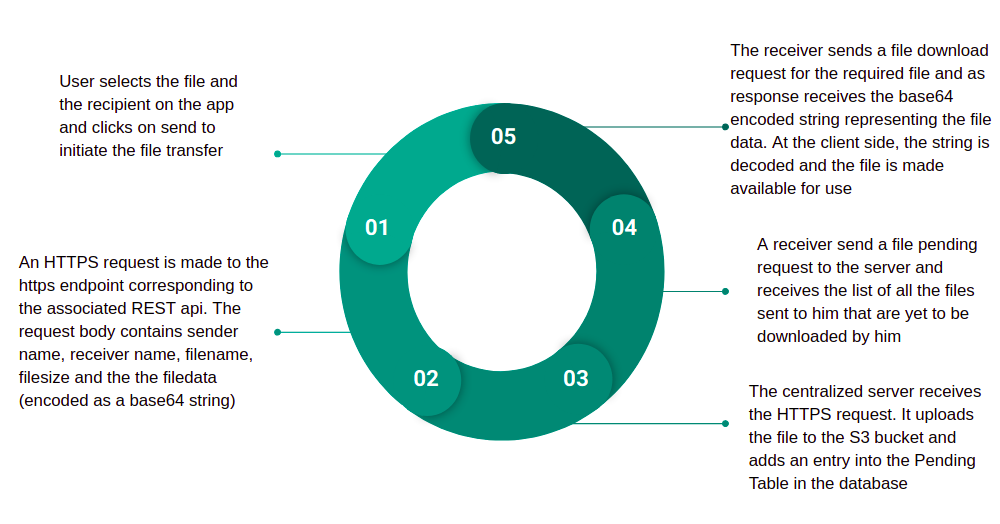 User selects the file and
the recipient on the app
and clicks on send to
initiate the file transfer
01
An HTTPS request is made to the
https endpoint corresponding to
the associated REST api. The
request body contains sender
name, receiver name, filename,
filesize and the the filedata
(encoded as a base64 string)
02
The centralized server receives
the HTTPS request. It uploads
the file to the S3 bucket and
adds an entry into the Pending
Table in the database
03
A receiver send a file pending
request to the server and
receives the list of all the files
sent to him that are yet to be
downloaded by him
04
The receiver sends a file download
request for the required file and as
response receives the base64
encoded string representing the file
data. At the client side, the string is
decoded and the file is made
available for use
05